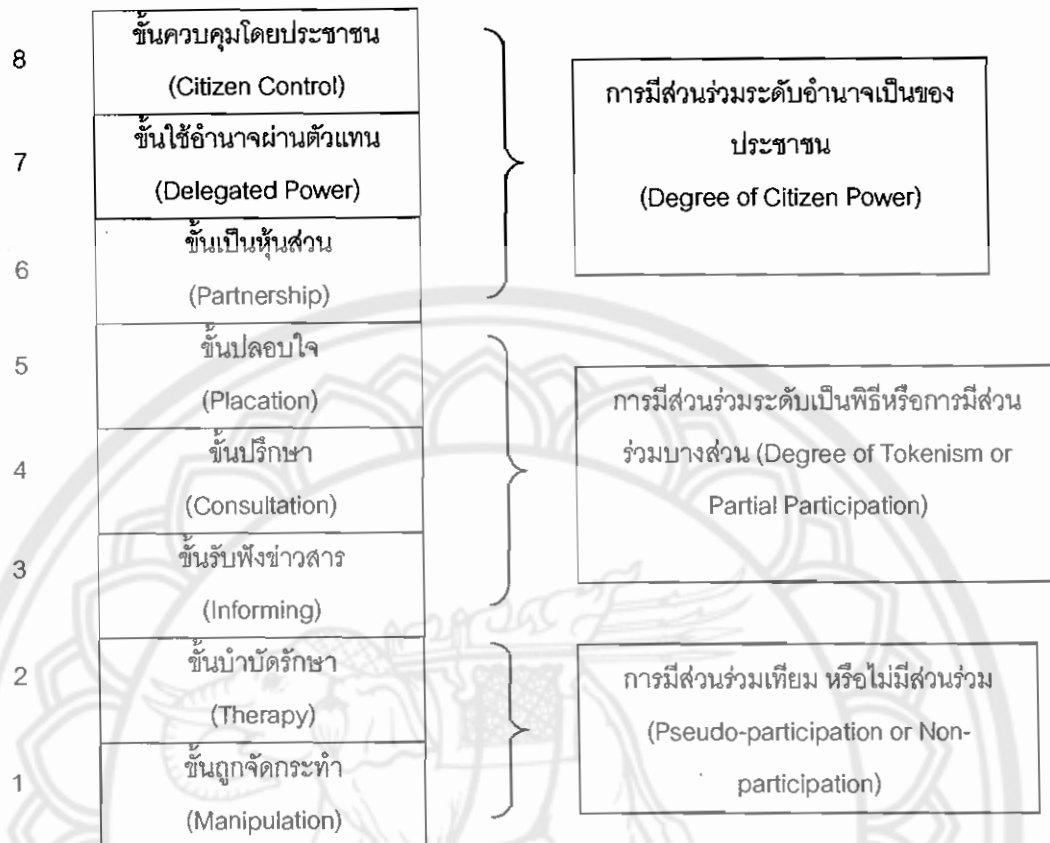 8
ขั้นควบคุมโดยประชาชน
(Citizen Control)
7
ขั้นใช้อำนาจผ่านตัวแทน
(Delegated Power)
6
ขั้นเป็นหุ้นส่วน
(Partnership)
การมีส่วนร่วมระดับอำนาจเป็นของ
ประชาชน
(Degree of Citizen Power)
5
ขั้นปลอบใจ
(Placation)
4
ขั้นปรึกษา
(Consultation)
3
ขั้นรับฟังข่าวสาร
(Informing)
การมีส่วนร่วมระดับเป็นพิธีหรือการมีส่วน
ร่วมบางส่วน (Degree of Tokenism or
Partial Participation)
2
ขั้นบำบัดรักษา
(Therapy)
1
ขั้นถูกจัดกระทำ
(Manipulation)
การมีส่วนร่วมเทียม หรือไม่มีส่วนร่วม
(Pseudo-participation or Non-
participation)